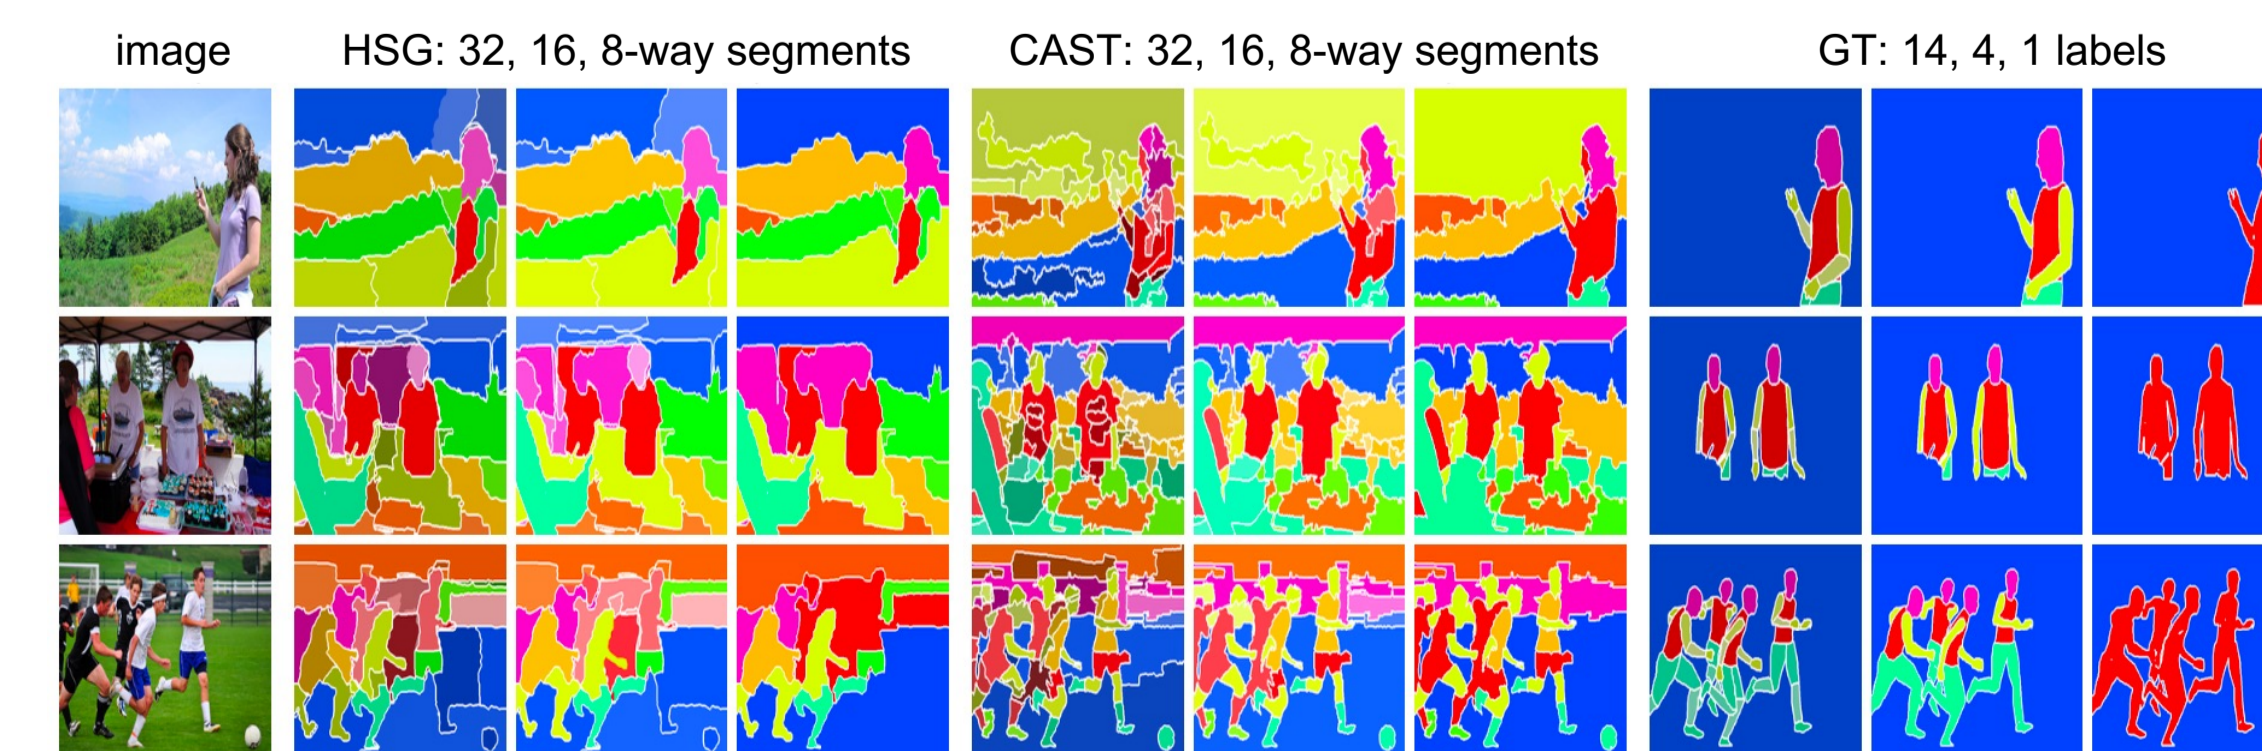 image
HSG: 32, 16, 8-way segments
CAST: 32, 16, 8-way segments
GT: 14, 4, 1 labels